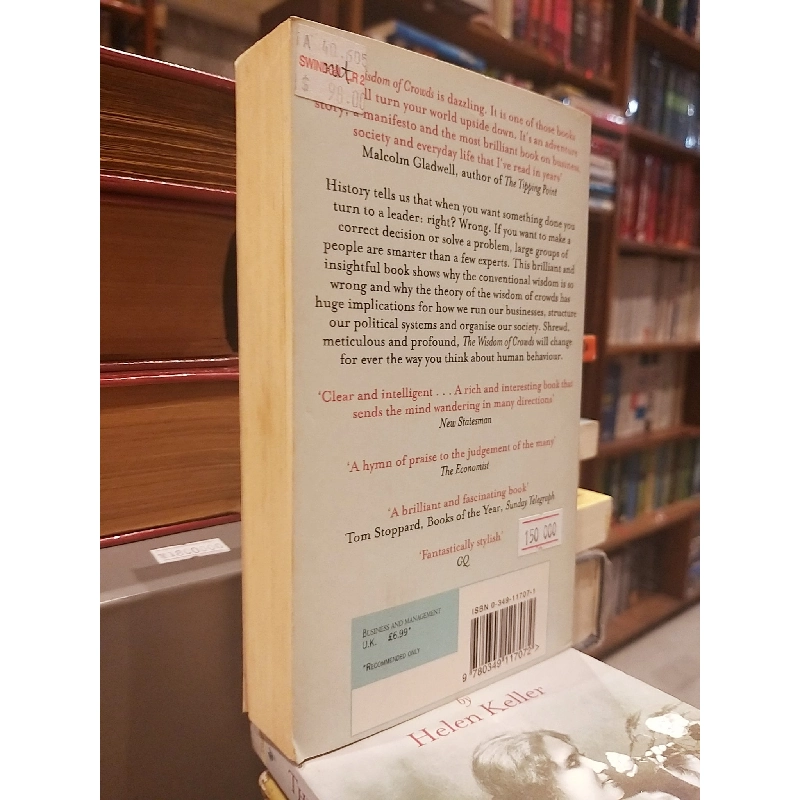 A 40.605
$ 90.00
isdom of Crowds is dazzling. It is one of those books
ll turn your world upside down. It's an adventure
story, a manifesto and the most brilliant book on business,
society and everyday life that I've read in years'
Malcolm Gladwell, author of The Tipping Point
History tells us that when you want something done you
turn to a leader: right? Wrong. If you want to make a
correct decision or solve a problem, large groups of
people are smarter than a few experts. This brilliant and
insightful book shows why the conventional wisdom is so
wrong and why the theory of the wisdom of crowds has
huge implications for how we run our businesses, structure
our political systems and organise our society. Shrewd,
meticulous and profound, The Wisdom of Crowds will change
for ever the way you think about human behaviour.
'Clear and intelligent . . . A rich and interesting book that
sends the mind wandering in many directions'
New Statesman
'A hymn of praise to the judgement of the many'
The Economist
'A brilliant and fascinating book'
Tom Stoppard, Books of the Year, Sunday Telegraph
'Fantastically stylish'
GQ
150 000
BUSINESS AND MANAGEMENT
U.K. £6.99*
*RECOMMENDED ONLY
ISBN 0-349-11707-1
9 780349 117072 >
by
Helen Keller